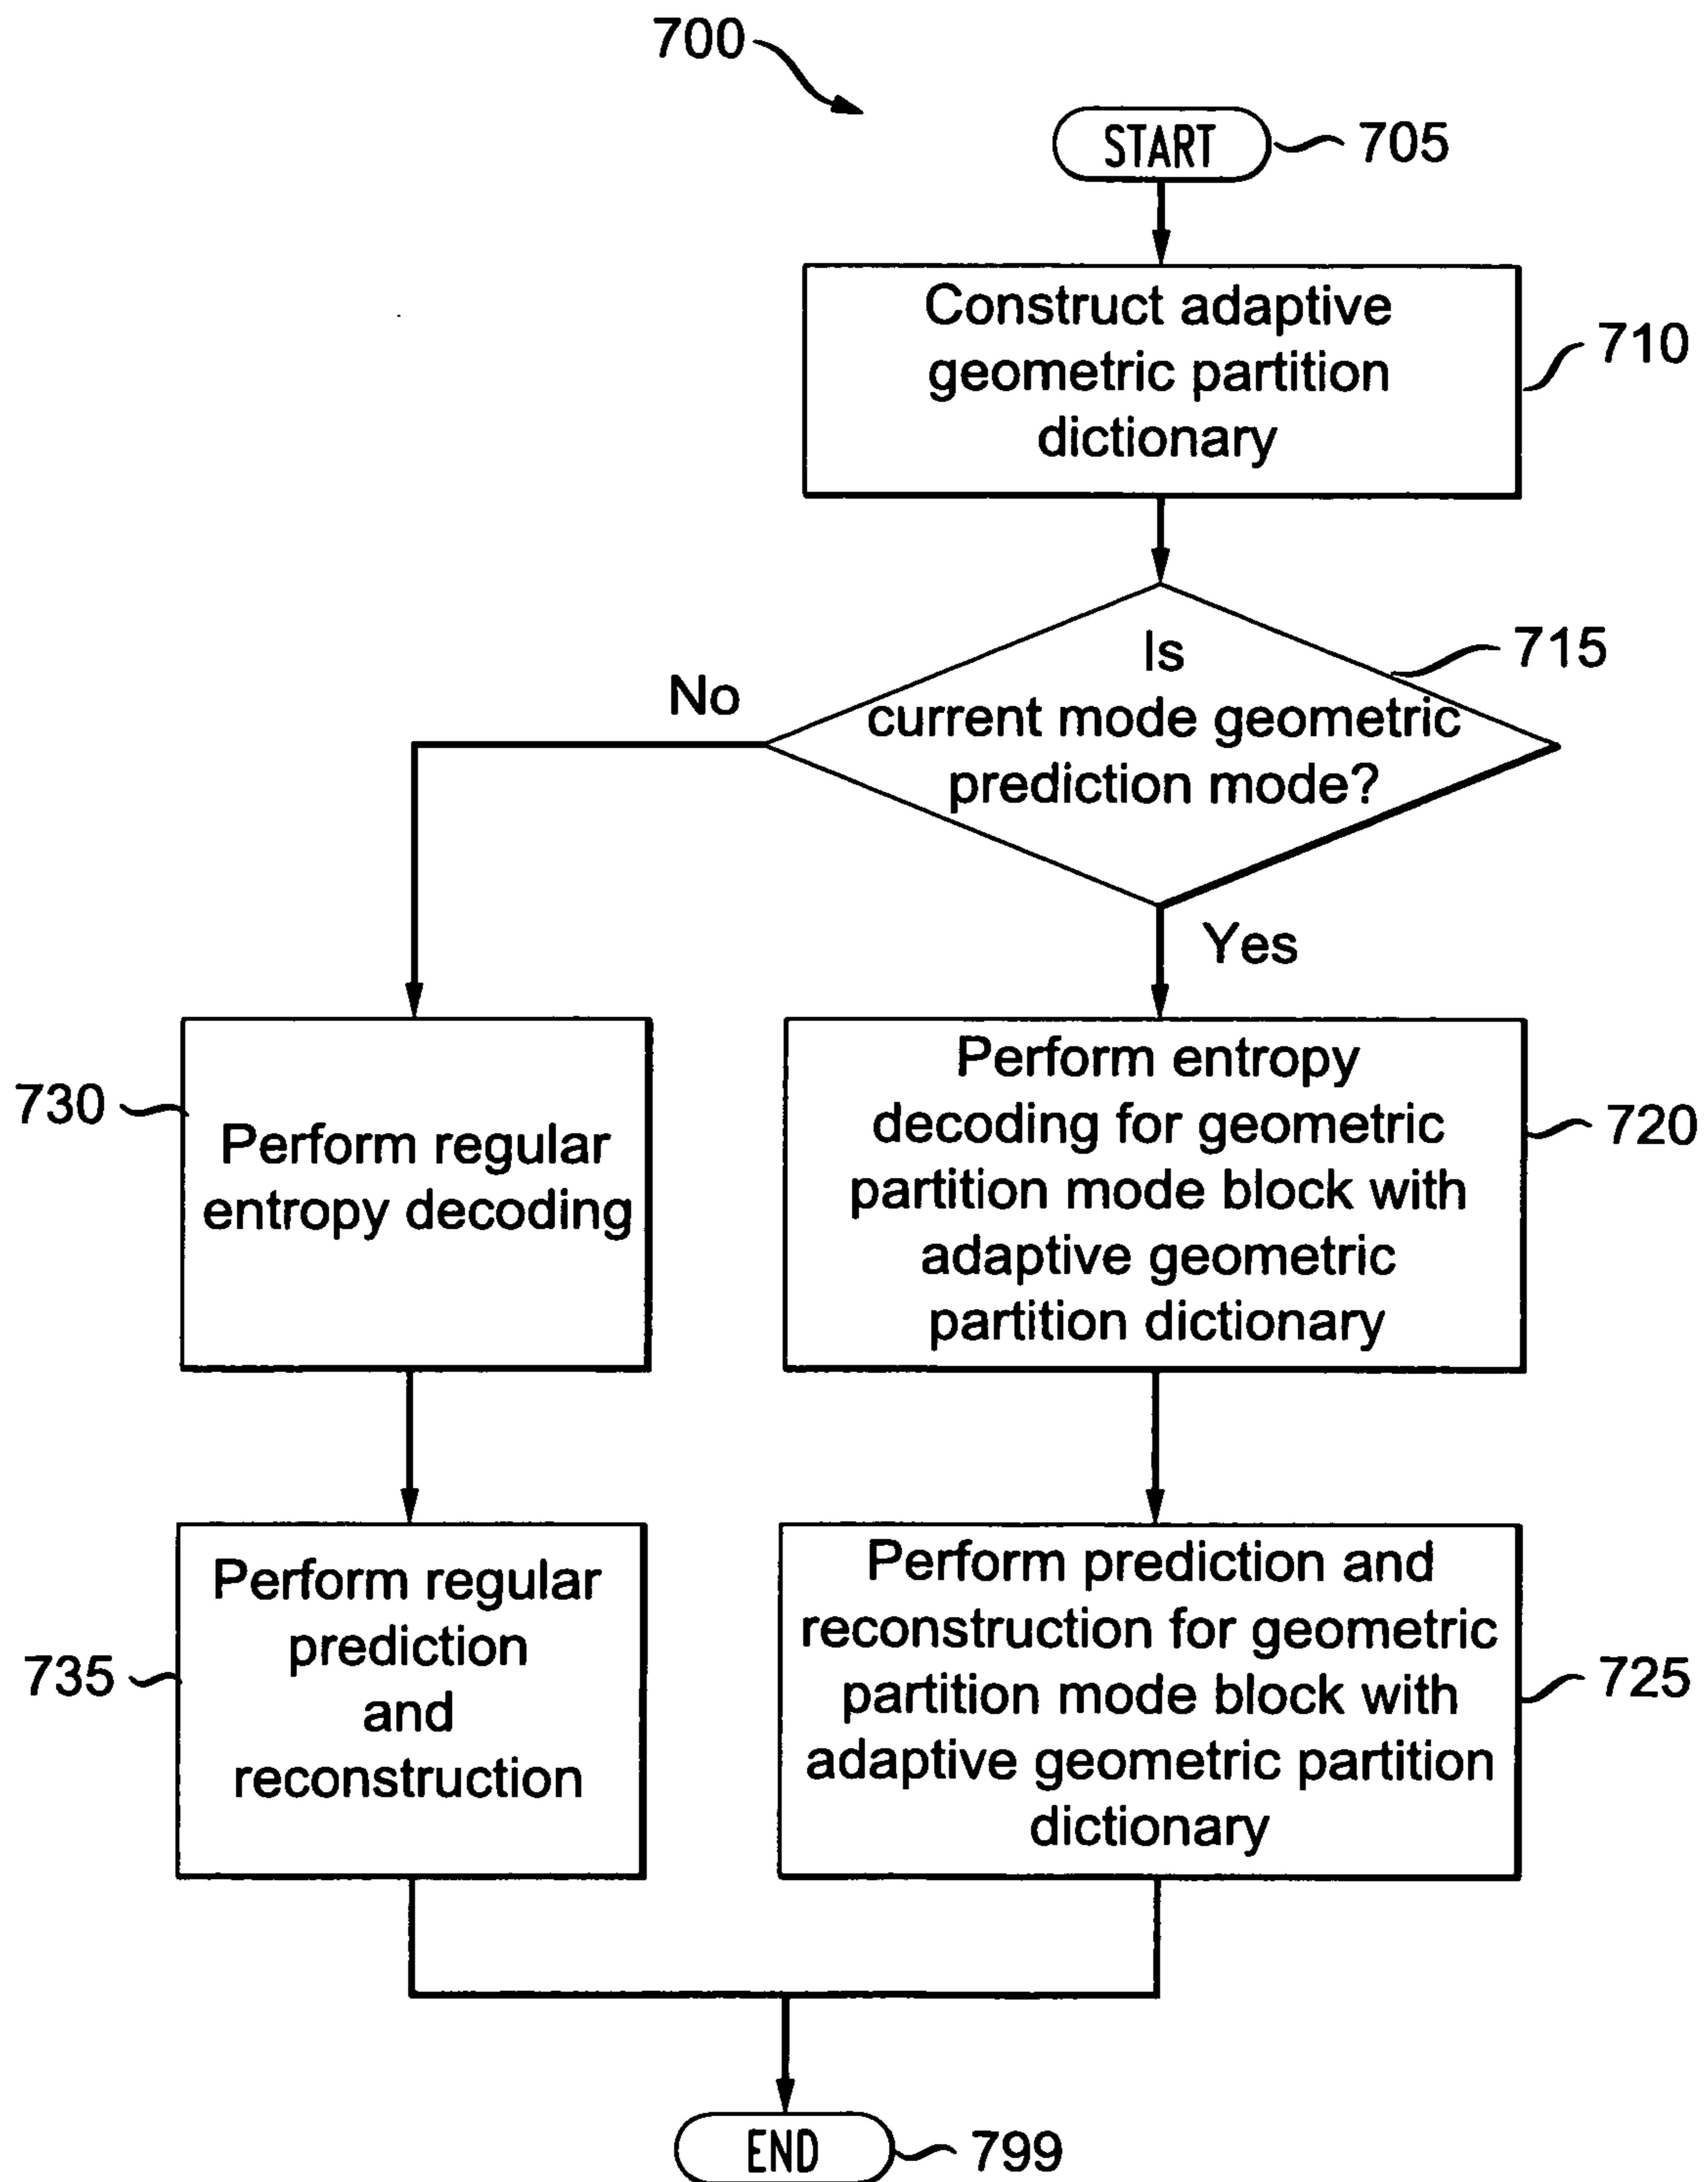 700
START
705
Construct adaptive
geometric partition
dictionary
710
Is
current mode geometric
prediction mode?
715
No
Yes
730
Perform regular
entropy decoding
Perform entropy
decoding for geometric
partition mode block with
adaptive geometric
partition dictionary
720
735
Perform regular
prediction
and
reconstruction
Perform prediction and
reconstruction for geometric
partition mode block with
adaptive geometric partition
dictionary
725
END
799